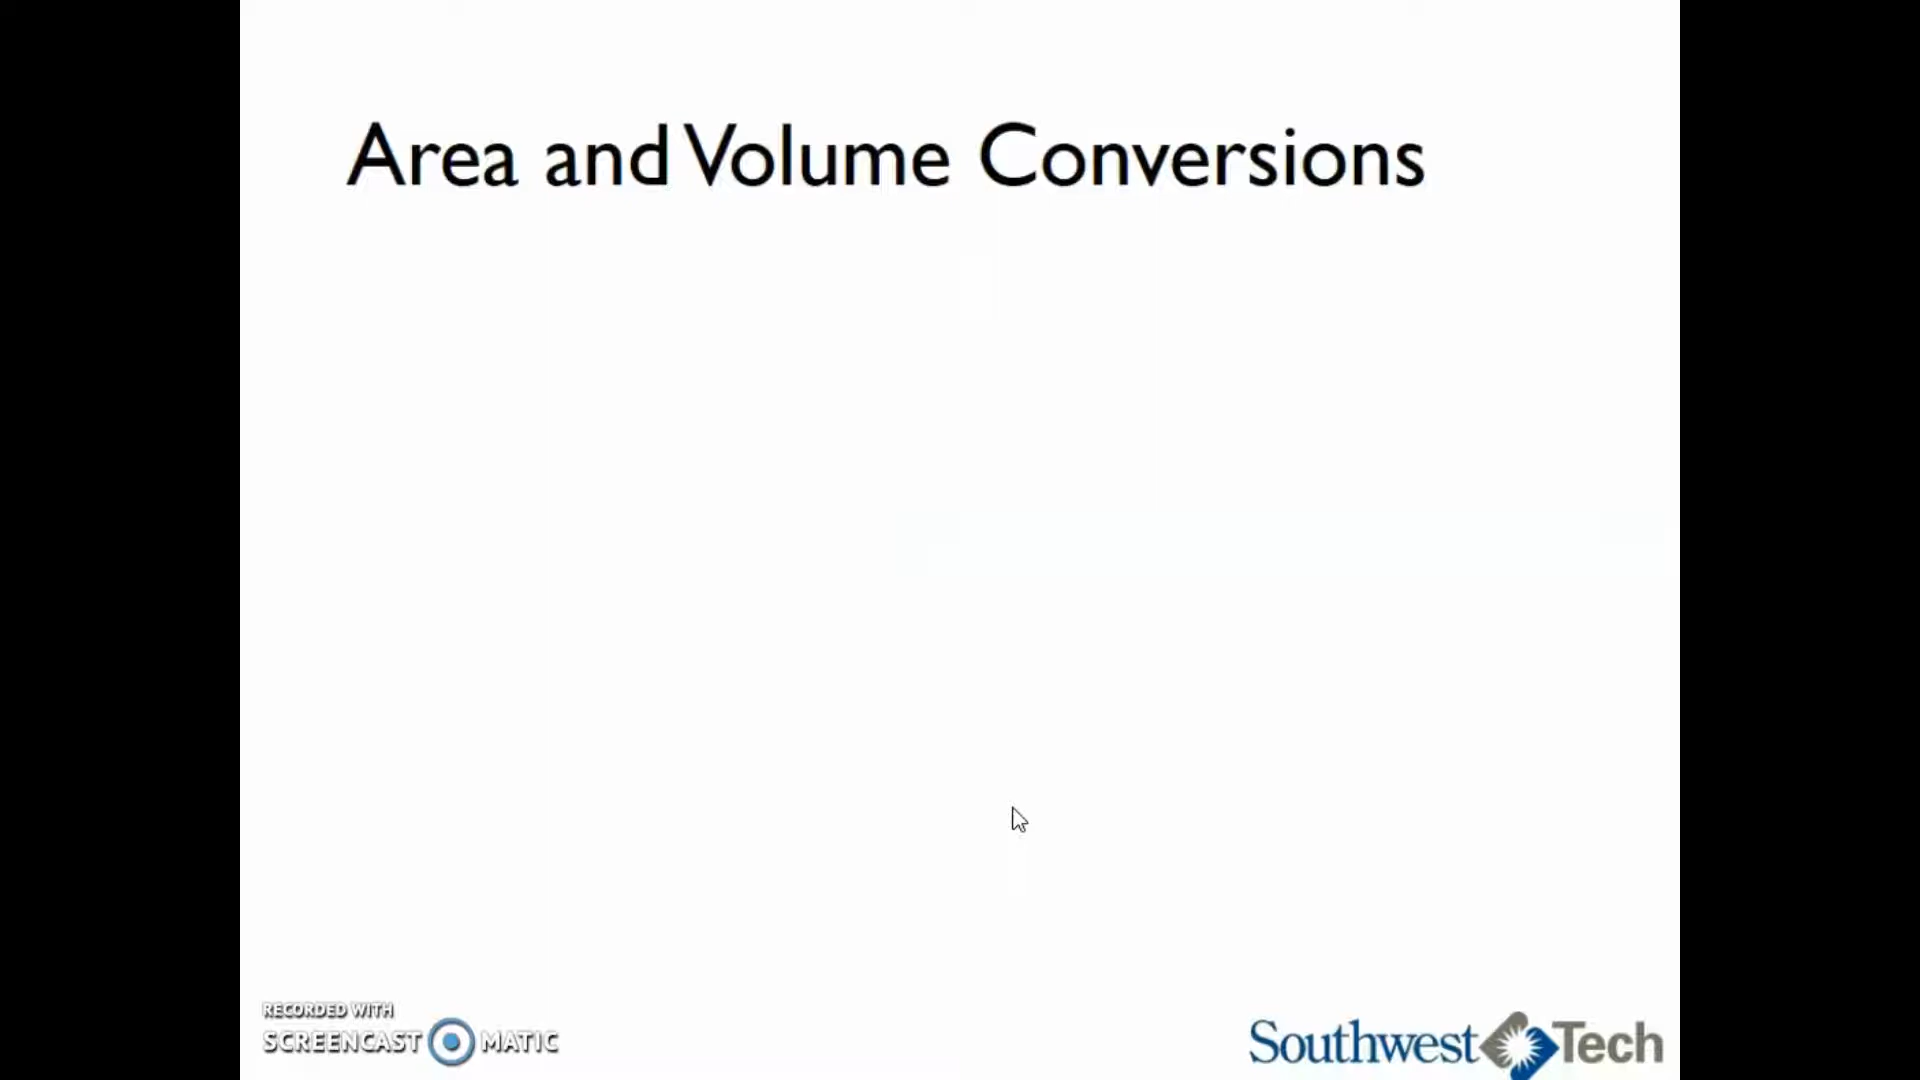 Area and Volume Conversions
RECORDED WITH
SCREENCAST MATIC
Southwest Tech